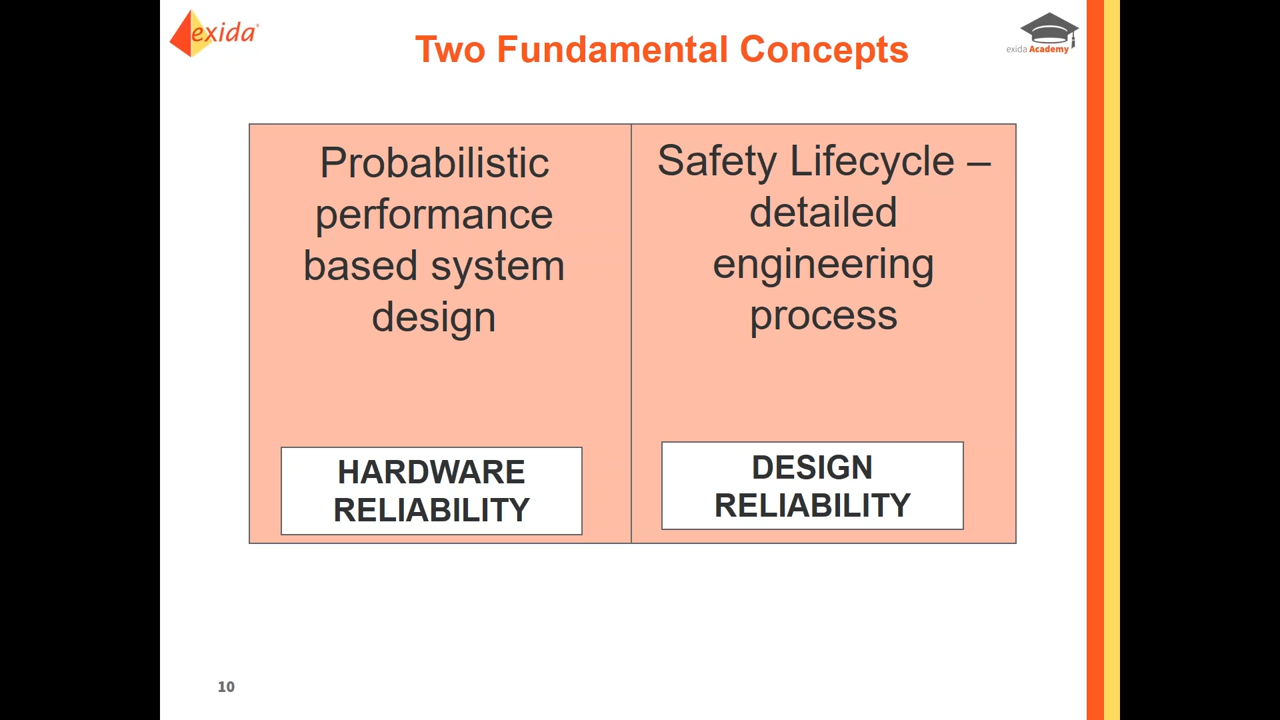 exida
Two Fundamental Concepts
exida Academy
Probabilistic
performance
based system
design
HARDWARE
RELIABILITY
Safety Lifecycle –
detailed
engineering
process
DESIGN
RELIABILITY
10